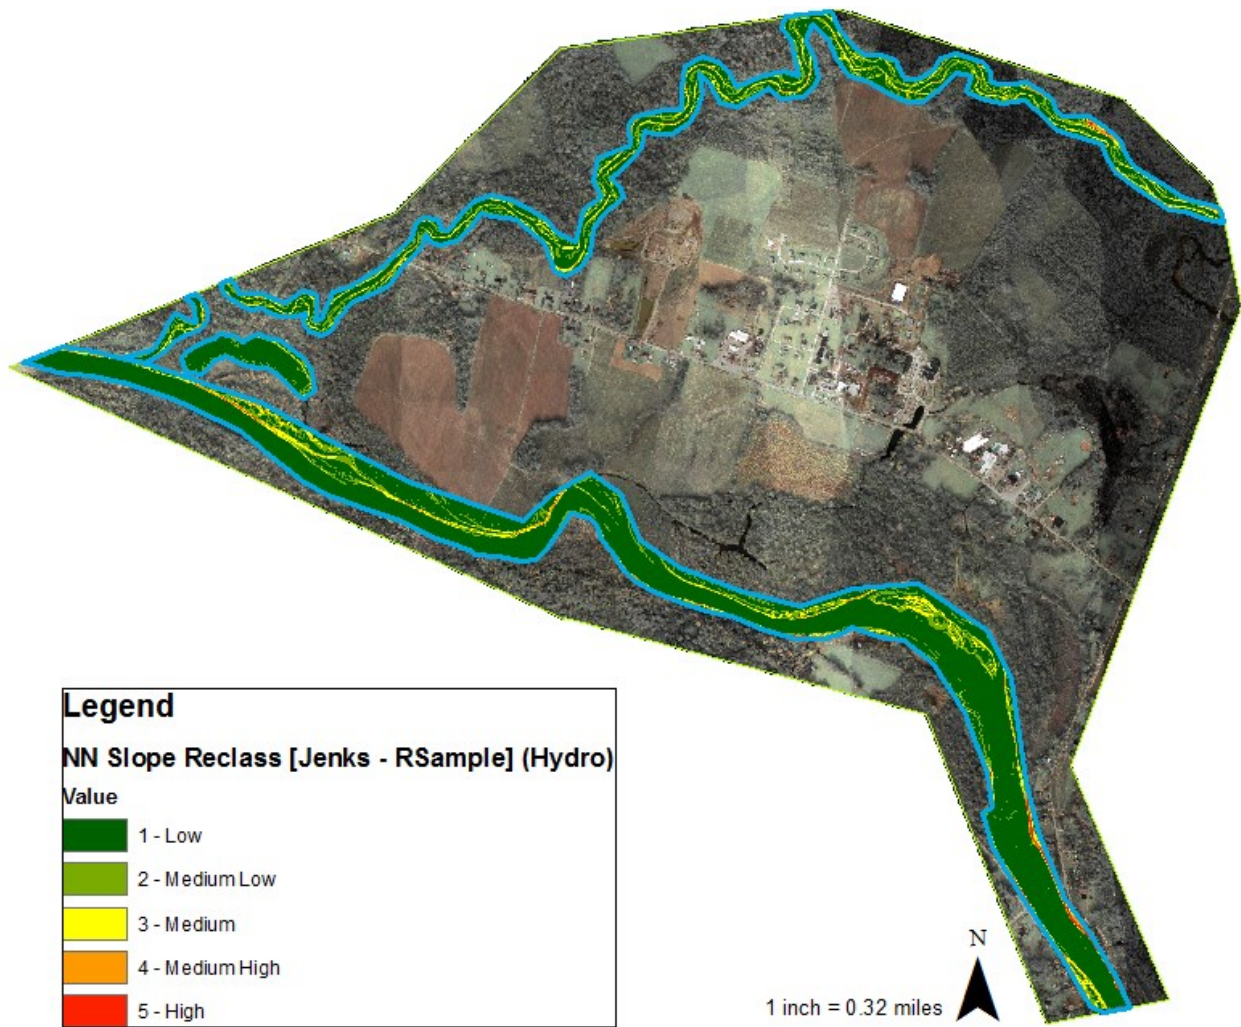 Legend
NN Slope Reclass [Jenks - RSample] (Hydro)
Value
1 - Low
2 - Medium Low
3 - Medium
4 - Medium High
5 - High
N
1 inch = 0.32 miles